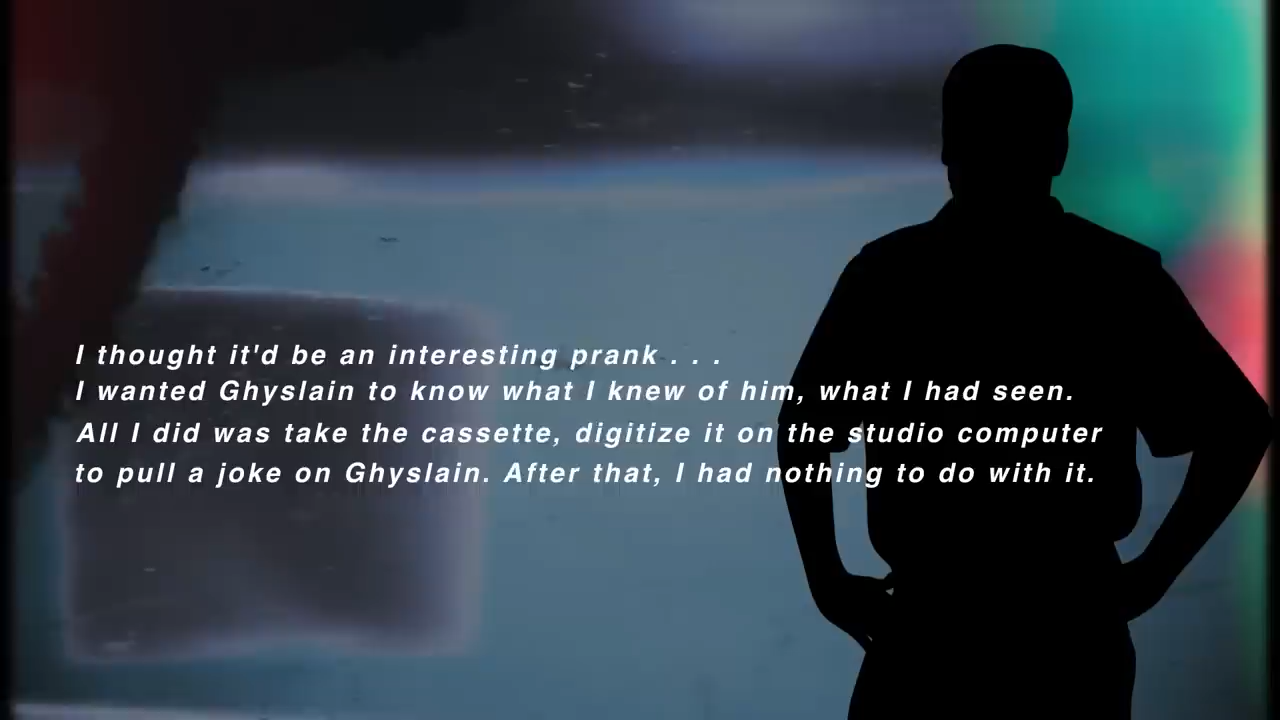 I thought it'd be an interesting prank . . .
I wanted Ghyslain to know what I knew of him, what I had seen.
All I did was take the cassette, digitize it on the studio computer
to pull a joke on Ghyslain. After that, I had nothing to do with it.